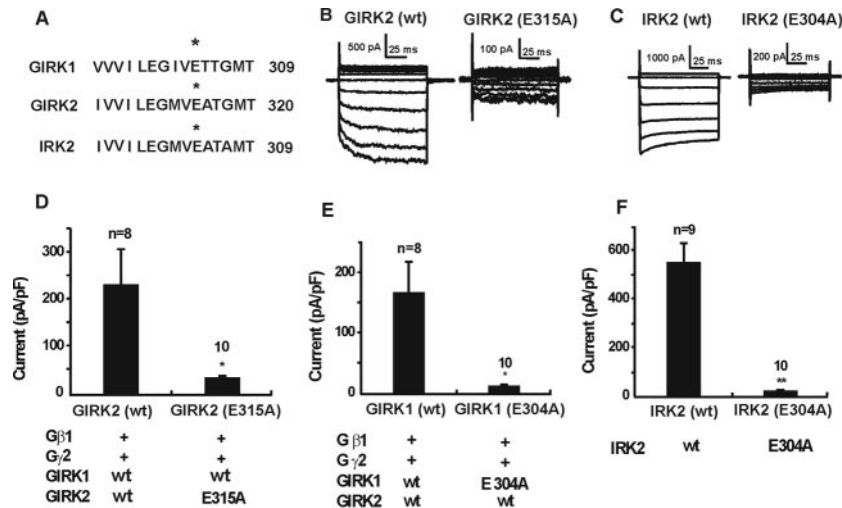 A
*
GIRK1 VVVILEGIVETTGMT 309
*
GIRK2 IVVILEGMVEATGMT 320
*
IRK2 IVVILEGMVEATAMT 309
B
GIRK2 (wt) GIRK2 (E315A)
500 pA 25 ms 100 pA 25 ms
C
IRK2 (wt) IRK2 (E304A)
1000 pA 25 ms 200 pA 25 ms
D
Current (pA/pF)
300
200
100
0
n=8
10
*
GIRK2 (wt) GIRK2 (E315A)
Gβ1 + +
Gγ2 + +
GIRK1 wt wt
GIRK2 wt E315A
E
Current (pA/pF)
200
100
0
n=8
10
*
GIRK1 (wt) GIRK1 (E304A)
Gβ1 + +
Gγ2 + +
GIRK1 wt E304A
GIRK2 wt wt
F
Current (pA/pF)
600
400
200
0
n=9
10
**
IRK2 (wt) IRK2 (E304A)
IRK2 wt E304A